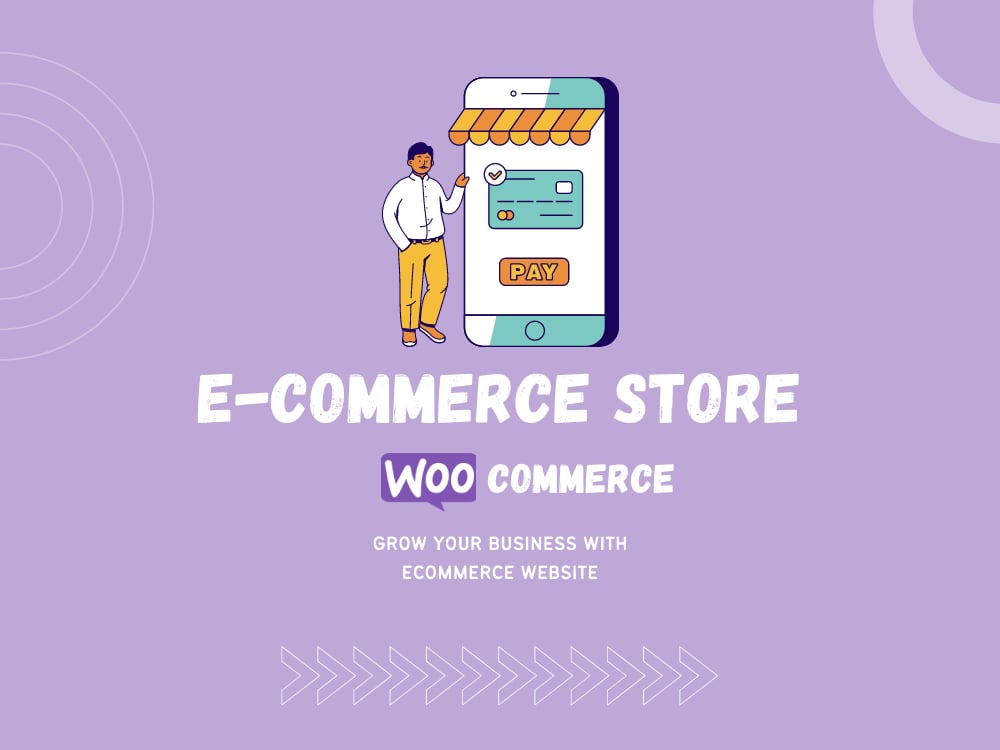 PAY
E-COMMERCE STORE
WOO COMMERCE
GROW YOUR BUSINESS WITH
ECOMMERCE WEBSITE